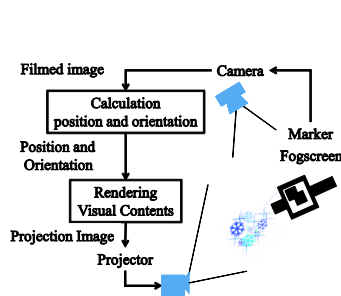 Filmed image
Camera
Calculation
position and orientation
Marker
Fogscreen
Position and
Orientation
Rendering
Visual Contents
Projection Image
Projector